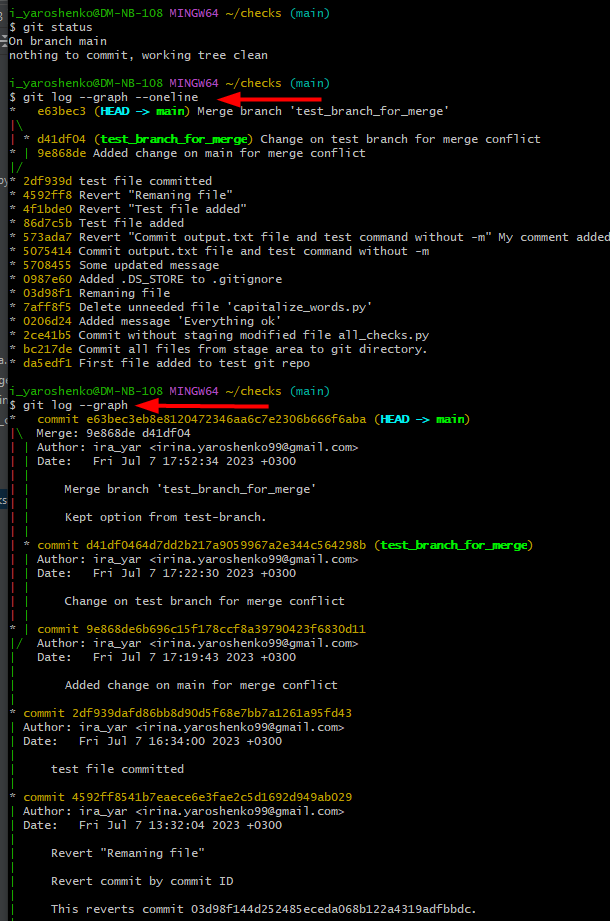 i_yaroshenko@DM-NB-108 MINGW64 ~/checks (main)
$ git status
On branch main
nothing to commit, working tree clean
i_yaroshenko@DM-NB-108 MINGW64 ~/checks (main)
$ git log --graph --oneline
*   e63bec3 (HEAD -> main) Merge branch 'test_branch_for_merge'
|\
| * d41df04 (test_branch_for_merge) Change on test branch for merge conflict
* | 9e868de Added change on main for merge conflict
|/
* 2df939d test file committed
* 4592ff8 Revert "Remaning file"
* 4f1bde0 Revert "Test file added"
* 86d7c5b Test file added
* 573ada7 Revert "Commit output.txt file and test command without -m" My comment added
* 5075414 Commit output.txt file and test command without -m
* 5708455 Some updated message
* 0987e60 Added .DS_STORE to .gitignore
* 03d98f1 Remaning file
* 7aff8f5 Delete unneeded file 'capitalize_words.py'
* 0206d24 Added message 'Everything ok'
* 2ce41b5 Commit without staging modified file all_checks.py
* bc217de Commit all files from stage area to git directory.
* da5edf1 First file added to test git repo
i_yaroshenko@DM-NB-108 MINGW64 ~/checks (main)
$ git log --graph
*   commit e63bec3eb8e8120472346aa6c7e2306b666f6aba (HEAD -> main)
|\  Merge: 9e868de d41df04
| | Author: ira_yar <irina.yaroshenko99@gmail.com>
| | Date:   Fri Jul 7 17:52:34 2023 +0300
| |
| |     Merge branch 'test_branch_for_merge'
| |
| |     Kept option from test-branch.
| |
| * commit d41df0464d7dd2b217a9059967a2e344c564298b (test_branch_for_merge)
| | Author: ira_yar <irina.yaroshenko99@gmail.com>
| | Date:   Fri Jul 7 17:22:30 2023 +0300
| |
| |     Change on test branch for merge conflict
| |
* | commit 9e868de6b696c15f178ccf8a39790423f6830d11
|/  Author: ira_yar <irina.yaroshenko99@gmail.com>
|   Date:   Fri Jul 7 17:19:43 2023 +0300
|
|       Added change on main for merge conflict
|
* commit 2df939dafd86bb8d90d5f68e7bb7a1261a95fd43
| Author: ira_yar <irina.yaroshenko99@gmail.com>
| Date:   Fri Jul 7 16:34:00 2023 +0300
|
|     test file committed
|
* commit 4592ff8541b7eaece6e3fae2c5d1692d949ab029
| Author: ira_yar <irina.yaroshenko99@gmail.com>
| Date:   Fri Jul 7 13:32:04 2023 +0300
|
|     Revert "Remaning file"
|
|     Revert commit by commit ID
|
|     This reverts commit 03d98f144d252485eceda068b122a4319adfbbdc.